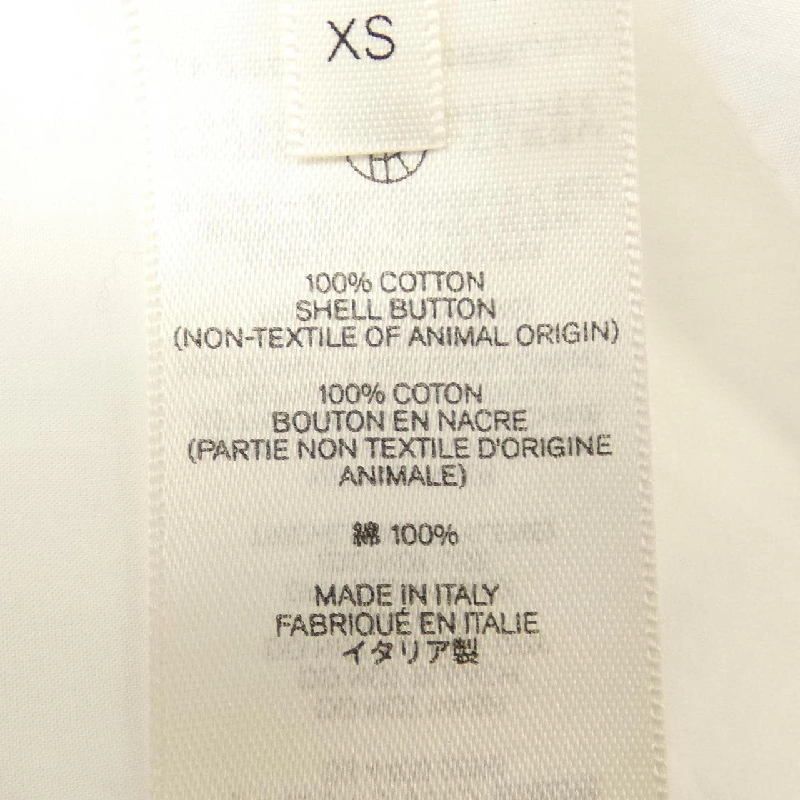 XS
100% COTTON
SHELL BUTTON
(NON-TEXTILE OF ANIMAL ORIGIN)
100% COTON
BOUTON EN NACRE
(PARTIE NON TEXTILE D'ORIGINE
ANIMALE)
綿 100%
MADE IN ITALY
FABRIQUÉ EN ITALIE
イタリア製